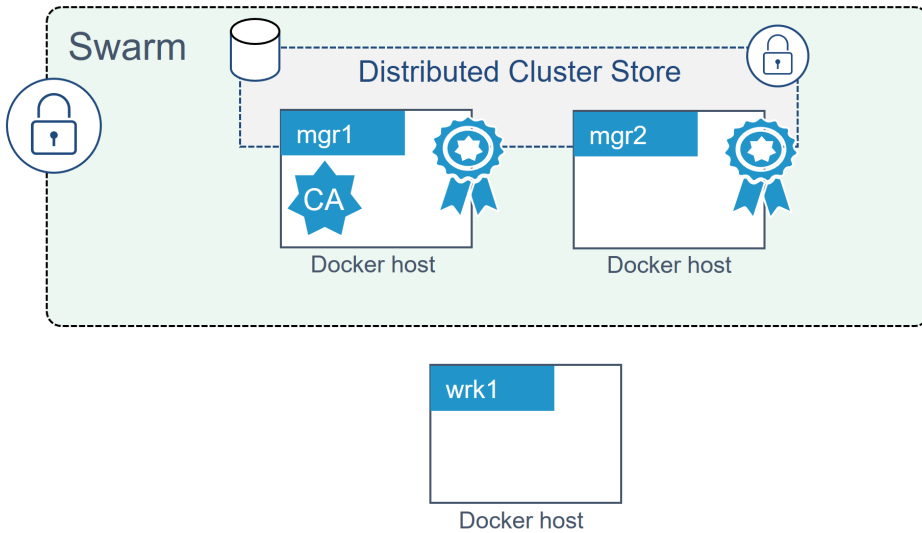 Swarm
Distributed Cluster Store
mgr1
mgr2
CA
Docker host
Docker host
wrk1
Docker host